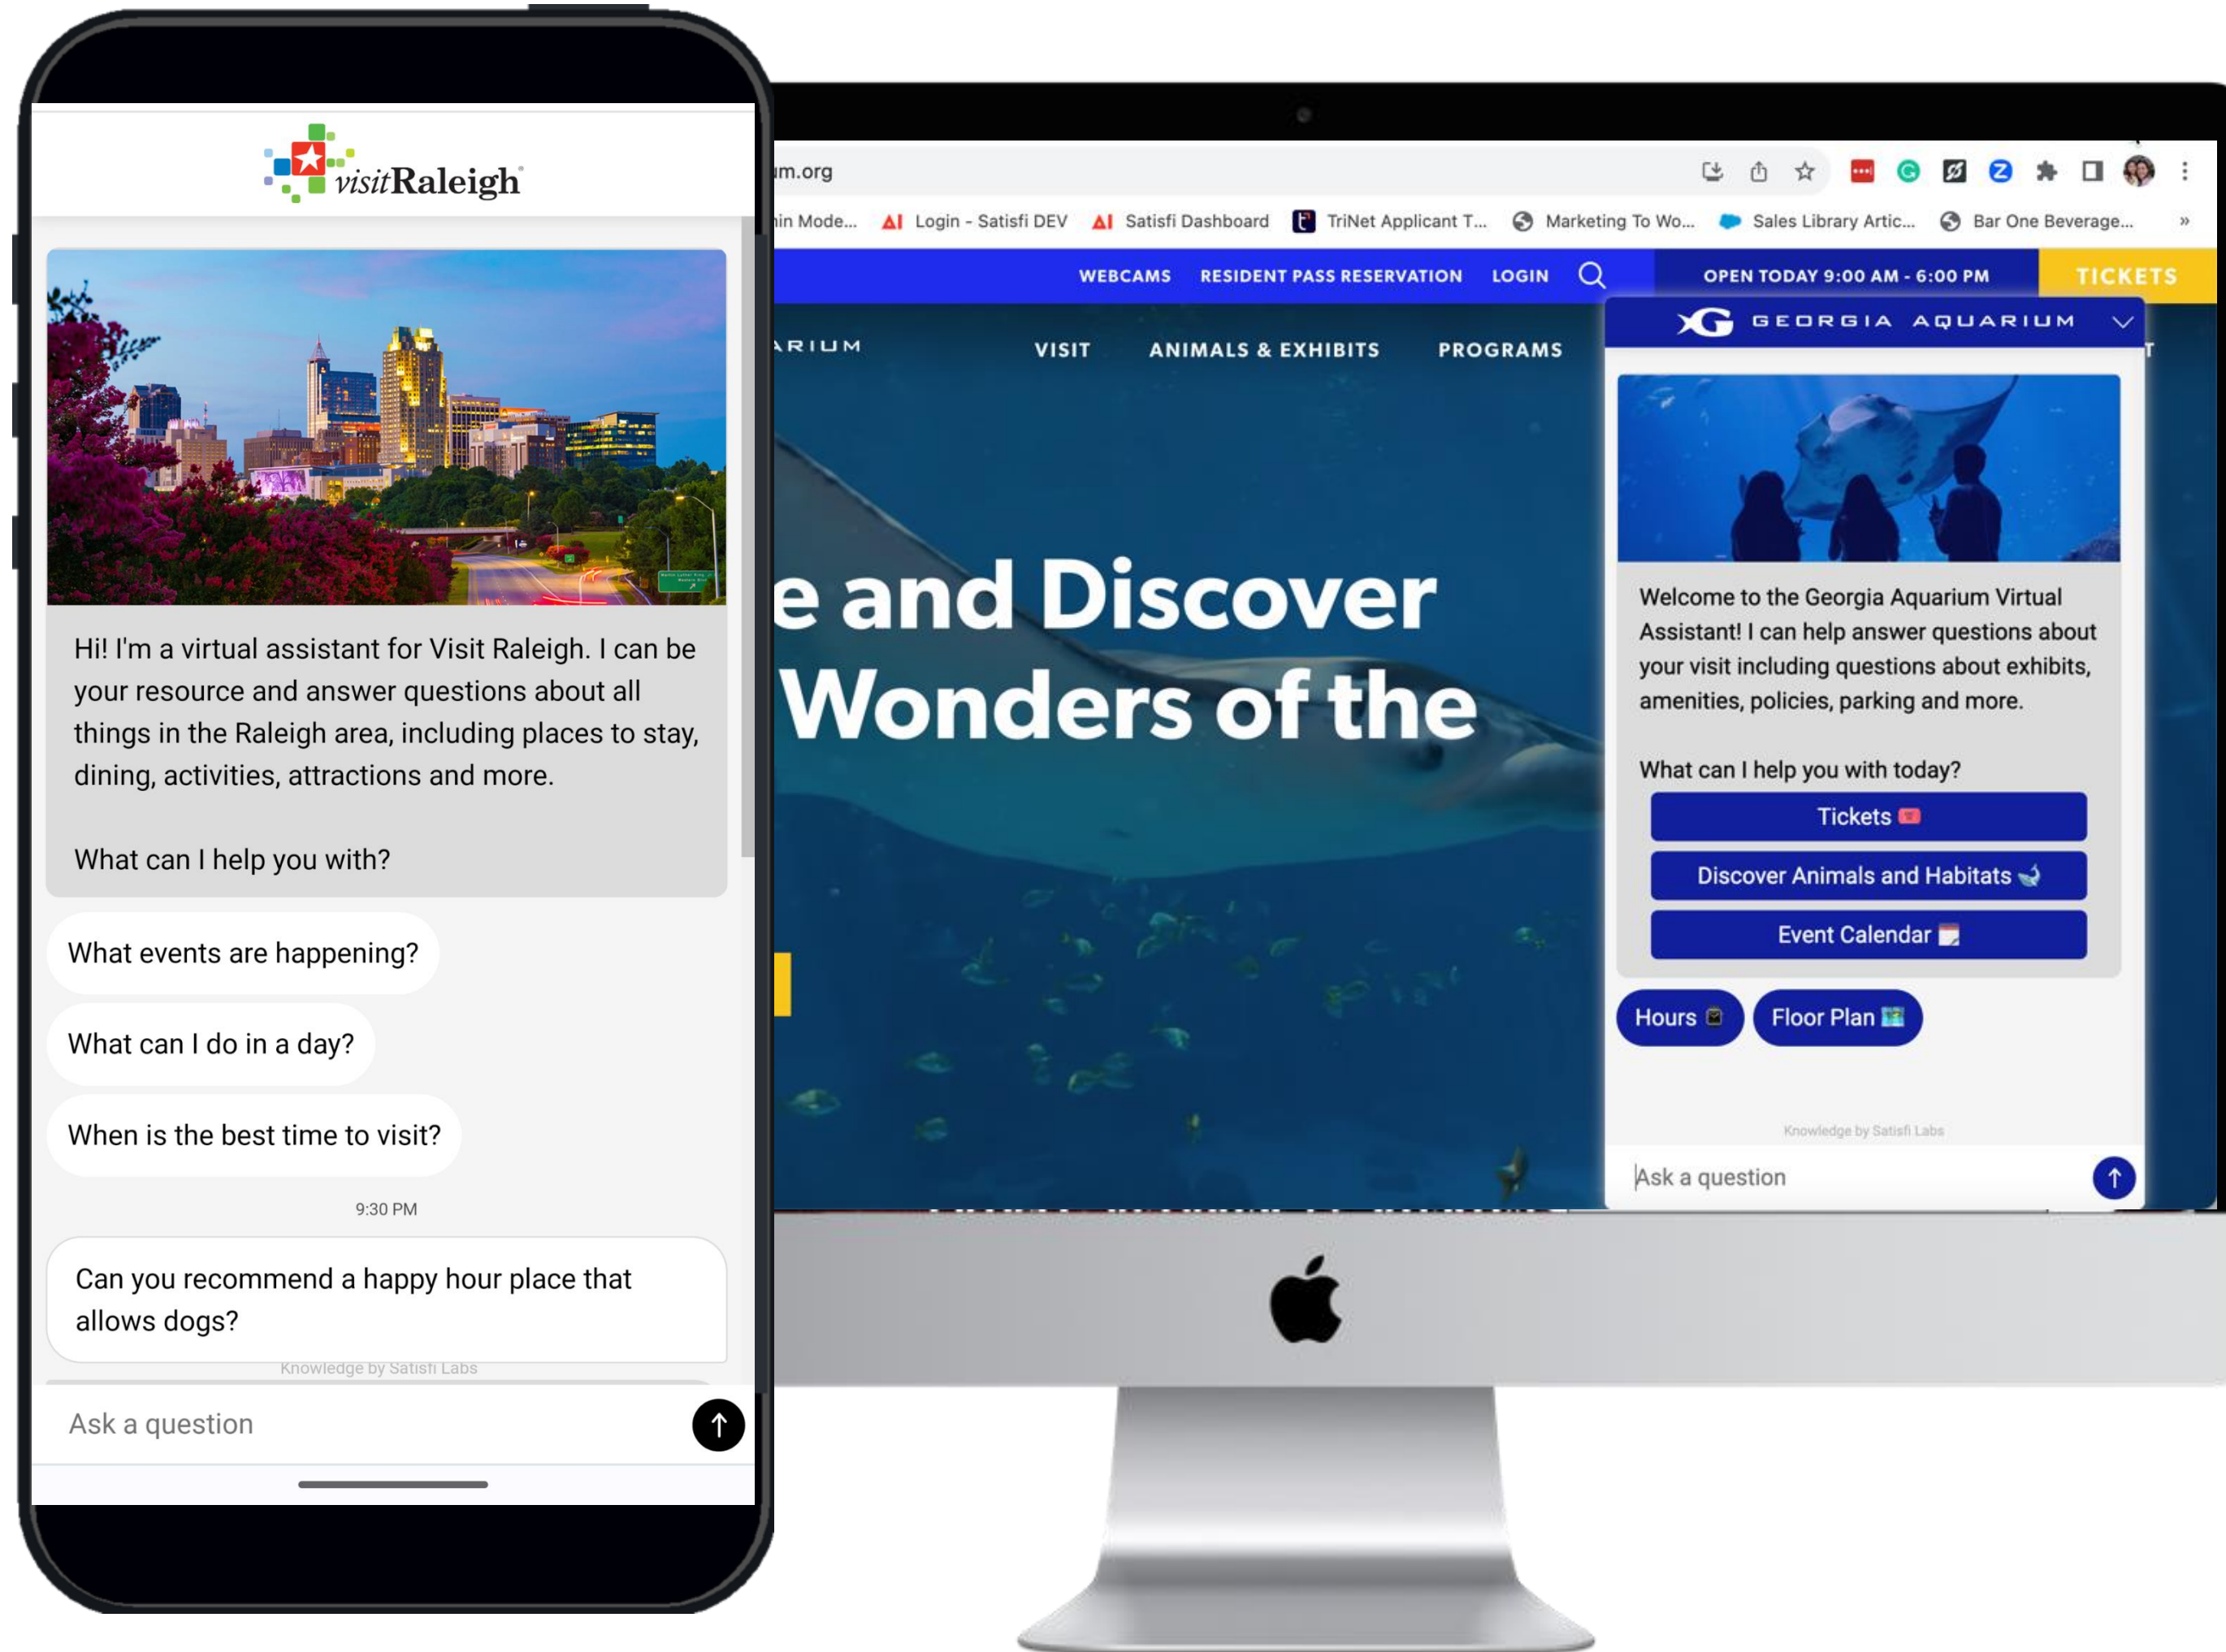 visitRaleigh
Hi! I'm a virtual assistant for Visit Raleigh. I can be
your resource and answer questions about all
things in the Raleigh area, including places to stay,
dining, activities, attractions and more.
What can I help you with?
What events are happening?
What can I do in a day?
When is the best time to visit?
9:30 PM
Can you recommend a happy hour place that
allows dogs?
Knowledge by Satisfi Labs
Ask a question
um.org
in Mode...
Login - Satisfi DEV
Satisfi Dashboard
TriNet Applicant T...
Marketing To Wo...
Sales Library Artic...
Bar One Beverage...
»
WEBCAMS
RESIDENT PASS RESERVATION
LOGIN
OPEN TODAY 9:00 AM - 6:00 PM
TICKETS
ARIUM
VISIT
ANIMALS & EXHIBITS
PROGRAMS
T
e and Discover
Wonders of the
GEORGIA AQUARIUM
Welcome to the Georgia Aquarium Virtual
Assistant! I can help answer questions about
your visit including questions about exhibits,
amenities, policies, parking and more.
What can I help you with today?
Tickets
Discover Animals and Habitats
Event Calendar
Hours
Floor Plan
Knowledge by Satisfi Labs
Ask a question